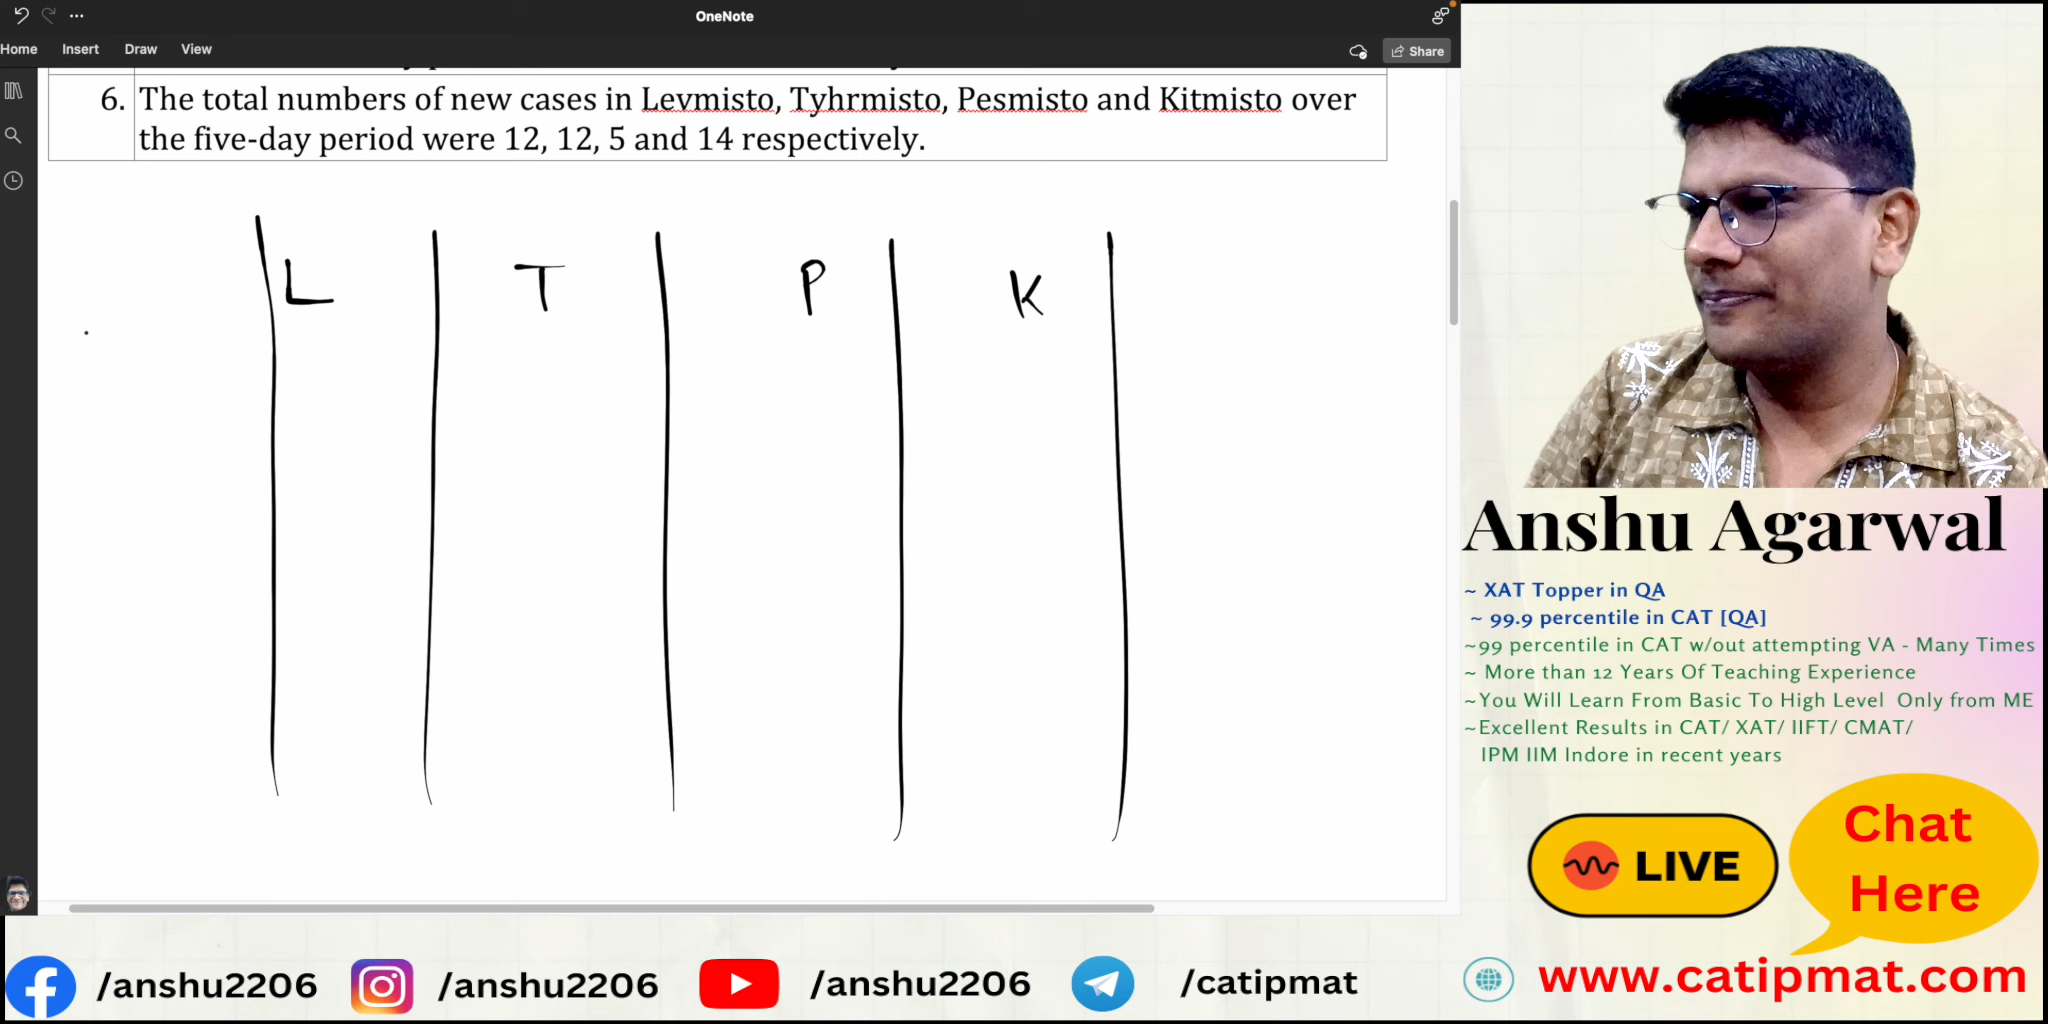 OneNote
Home Insert Draw View
Share
6. The total numbers of new cases in Levmisto, Tyhrmisto, Pesmisto and Kitmisto over
the five-day period were 12, 12, 5 and 14 respectively.
L T P K
Anshu Agarwal
~ XAT Topper in QA
~ 99.9 percentile in CAT [QA]
~99 percentile in CAT w/out attempting VA - Many Times
~ More than 12 Years Of Teaching Experience
~You Will Learn From Basic To High Level Only from ME
~Excellent Results in CAT/ XAT/ IIFT/ CMAT/
IPM IIM Indore in recent years
LIVE
Chat
Here
/anshu2206 /anshu2206 /anshu2206 /catipmat www.catipmat.com